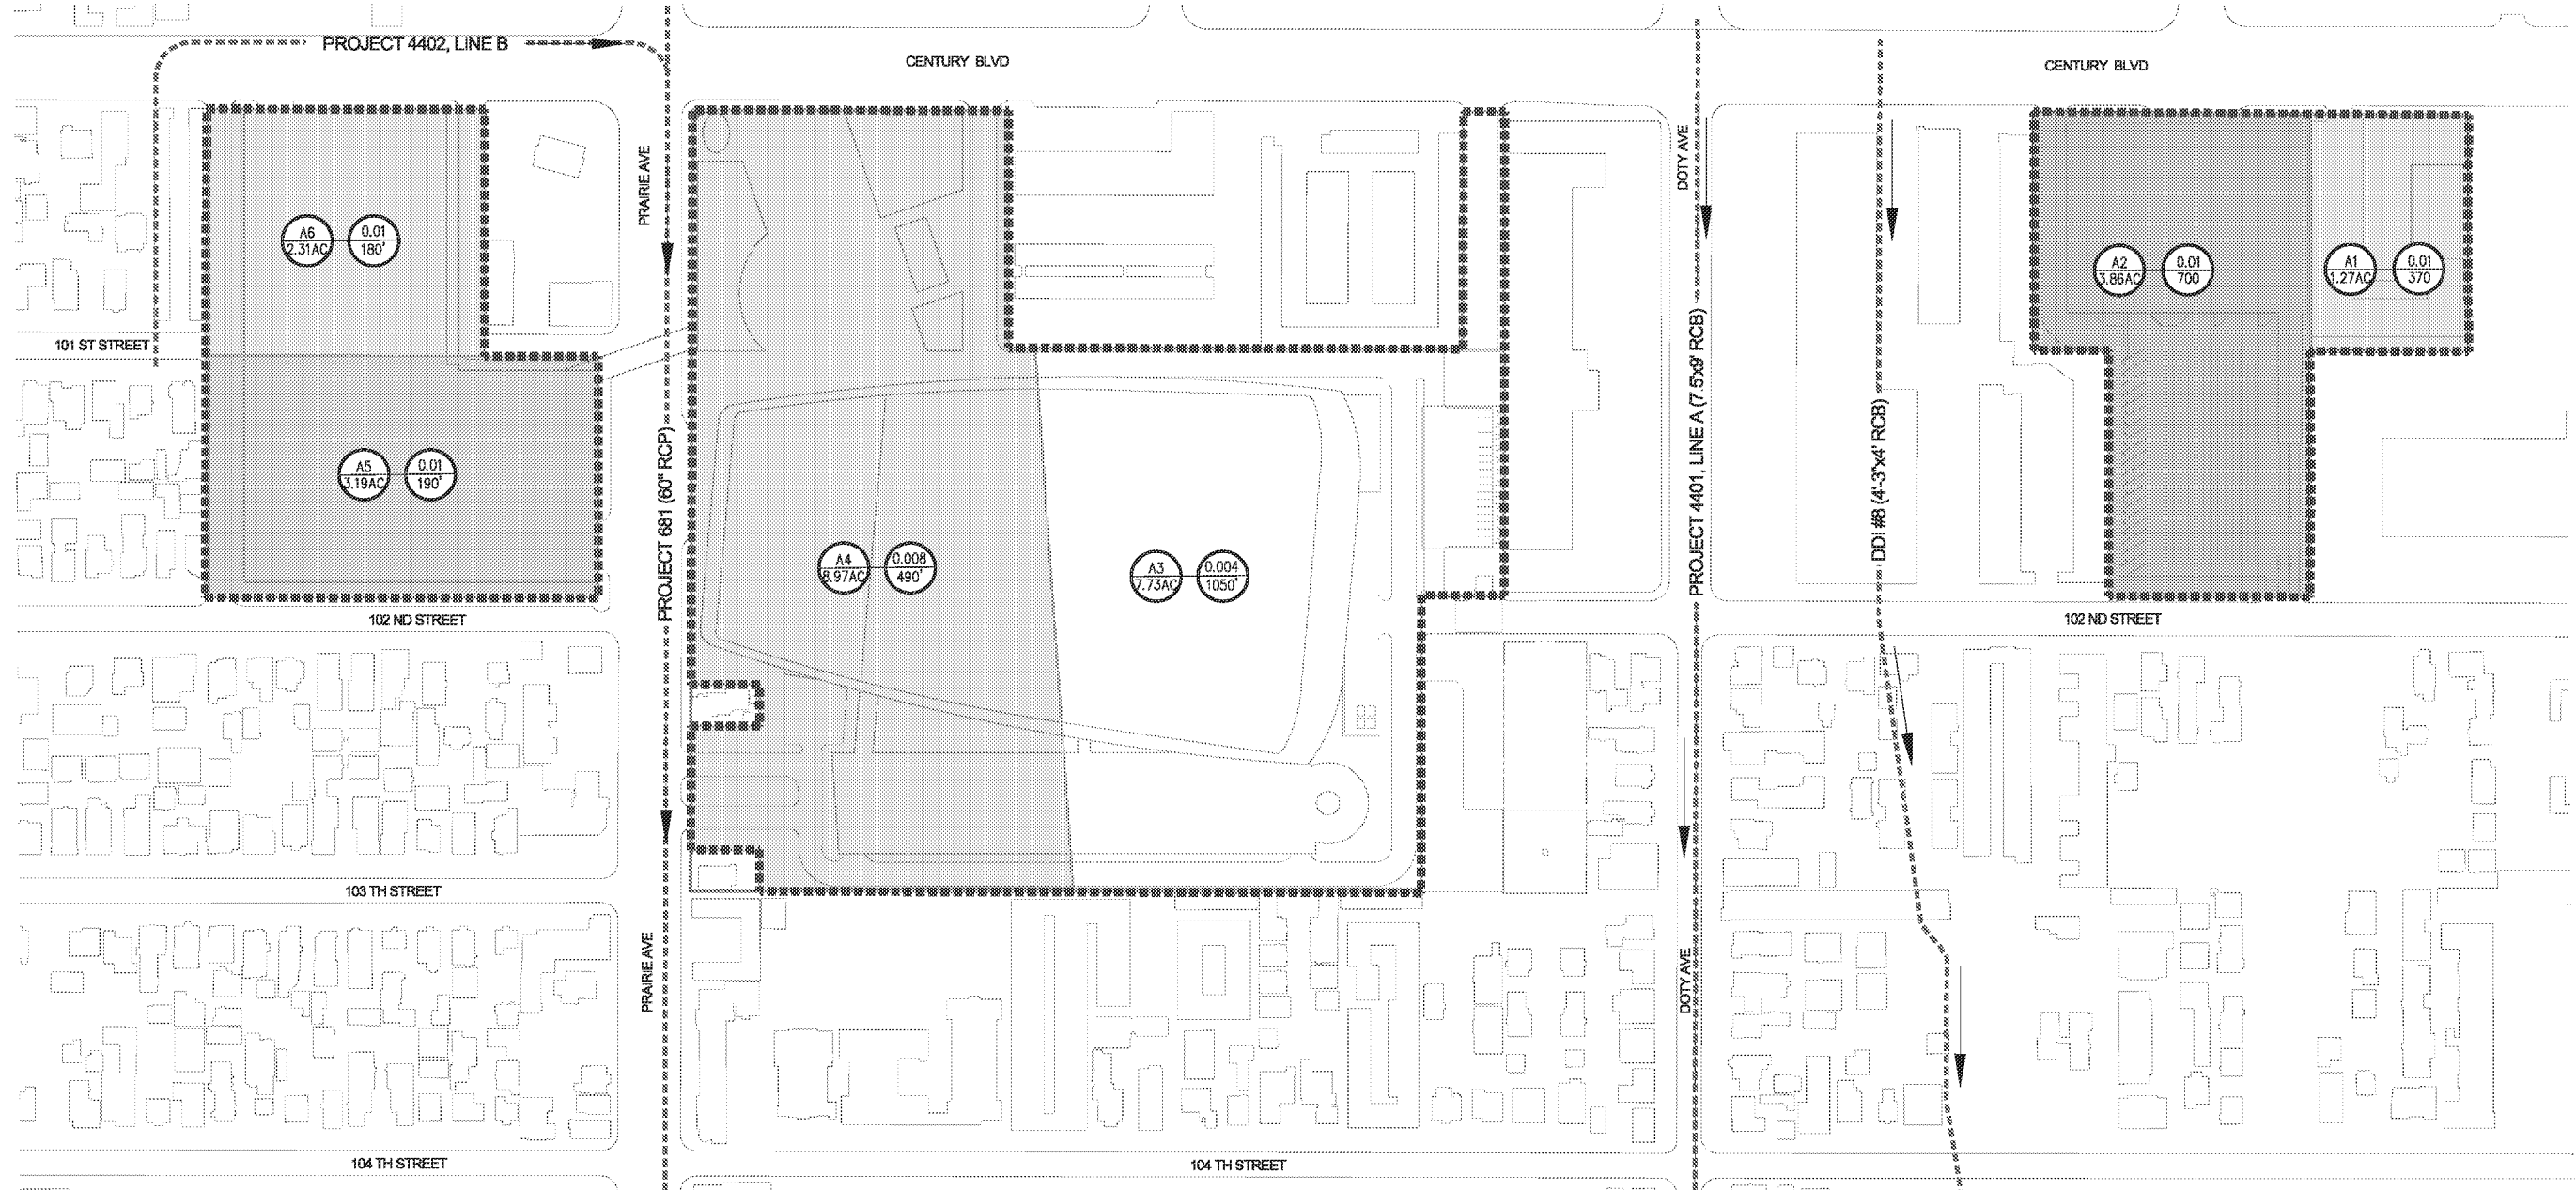 PROJECT 4402, LINE B
CENTURY BLVD
CENTURY BLVD
PRAIRIE AVE
DOTY AVE
A6
2.31AC
0.01
180'
A2
3.86AC
0.01
700
A1
1.27AC
0.01
370
101 ST STREET
PROJECT 681 (60" RCP)
PROJECT 4401, LINE A (7.5'x9' RCB)
DDI #8 (4'-3"x4' RCB)
A5
3.19AC
0.01
190'
A4
8.97AC
0.008
490'
A3
7.73AC
0.004
1050'
102 ND STREET
102 ND STREET
103 TH STREET
PRAIRIE AVE
DOTY AVE
104 TH STREET
104 TH STREET